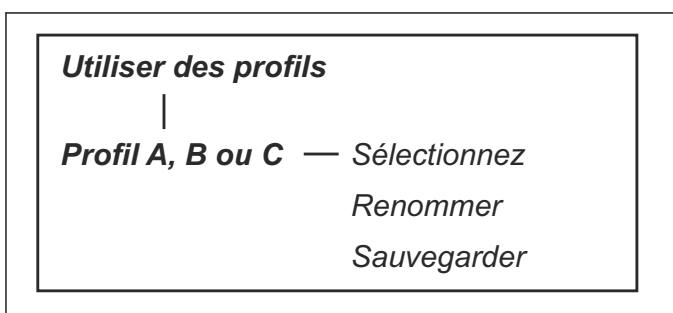 Utiliser des profils
Profil A, B ou C — Sélectionnez
Renommer
Sauvegarder